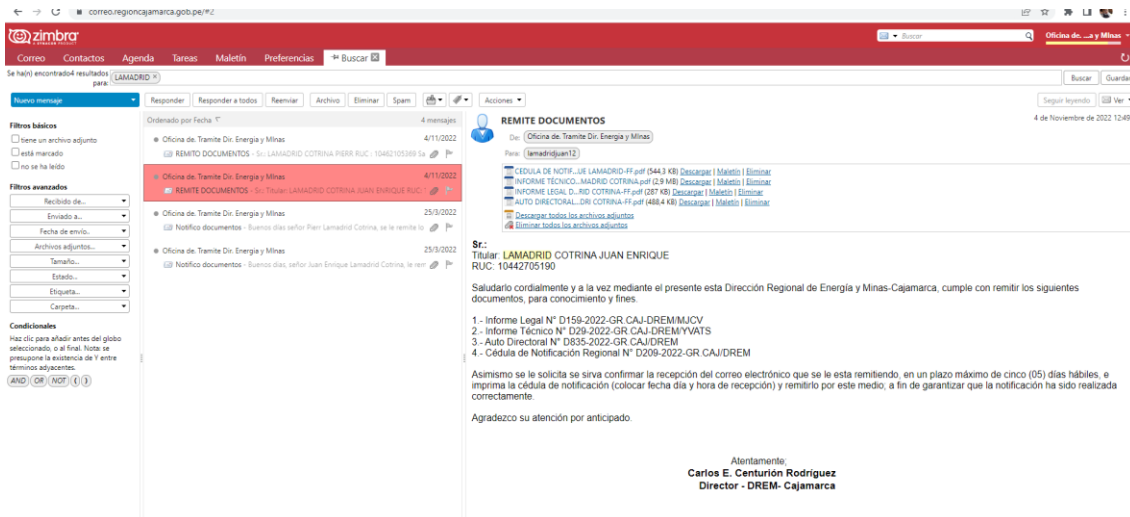 correo.regioncajamarca.gob.pe/#2
zimbra
A SYNACOR PRODUCT
Buscar
Oficina de. ...a y MInas
Correo Contactos Agenda Tareas Maletín Preferencias Buscar
Se ha(n) encontrado4 resultados para: LAMADRID
Buscar Guardar
Nuevo mensaje
Responder Responder a todos Reenviar Archivo Eliminar Spam Acciones
Seguir leyendo Ver
Filtros básicos
tiene un archivo adjunto
está marcado
no se ha leído
Filtros avanzados
Recibido de...
Enviado a...
Fecha de envío..
Archivos adjuntos...
Tamaño...
Estado...
Etiqueta...
Carpeta...
Condicionales
Haz clic para añadir antes del globo
seleccionado, o al final. Nota: se
presupone la existencia de Y entre
términos adyacentes.
AND OR NOT ( )
Ordenado por Fecha 4 mensajes
Oficina de. Tramite Dir. Energia y MInas 4/11/2022
REMITO DOCUMENTOS - Sr.: LAMADRID COTRINA PIERR RUC : 10462105369 Sa
Oficina de. Tramite Dir. Energia y MInas 4/11/2022
REMITE DOCUMENTOS - Sr.: Titular: LAMADRID COTRINA JUAN ENRIQUE RUC: 1
Oficina de. Tramite Dir. Energia y MInas 25/3/2022
Notifico documentos - Buenos días señor Pierr Lamadrid Cotrina, se le remite lo
Oficina de. Tramite Dir. Energia y MInas 25/3/2022
Notifico documentos - Buenos días, señor Juan Enrique Lamadrid Cotrina, le rem
REMITE DOCUMENTOS
4 de Noviembre de 2022 12:49
De: Oficina de. Tramite Dir. Energia y MInas
Para: lamadridjuan12
CEDULA DE NOTIF...UE LAMADRID-FF.pdf (544,3 KB) Descargar | Maletín | Eliminar
INFORME TÉCNICO...MADRID COTRINA.pdf (2,9 MB) Descargar | Maletín | Eliminar
INFORME LEGAL D...RID COTRINA-FF.pdf (287 KB) Descargar | Maletín | Eliminar
AUTO DIRECTORAL...DRI COTRINA-FF.pdf (488,4 KB) Descargar | Maletín | Eliminar
Descargar todos los archivos adjuntos
Eliminar todos los archivos adjuntos
Sr.:
Titular: LAMADRID COTRINA JUAN ENRIQUE
RUC: 10442705190
Saludarlo cordialmente y a la vez mediante el presente esta Dirección Regional de Energía y Minas-Cajamarca, cumple con remitir los siguientes
documentos, para conocimiento y fines.
1.- Informe Legal N° D159-2022-GR.CAJ-DREM/MJCV
2.- Informe Técnico N° D29-2022-GR.CAJ-DREM/YVATS
3.- Auto Directoral N° D835-2022-GR.CAJ/DREM
4.- Cédula de Notificación Regional N° D209-2022-GR.CAJ/DREM
Asimismo se le solicita se sirva confirmar la recepción del correo electrónico que se le esta remitiendo, en un plazo máximo de cinco (05) días hábiles, e
imprima la cédula de notificación (colocar fecha día y hora de recepción) y remitirlo por este medio; a fin de garantizar que la notificación ha sido realizada
correctamente.
Agradezco su atención por anticipado.
Atentamente;
Carlos E. Centurión Rodríguez
Director - DREM- Cajamarca